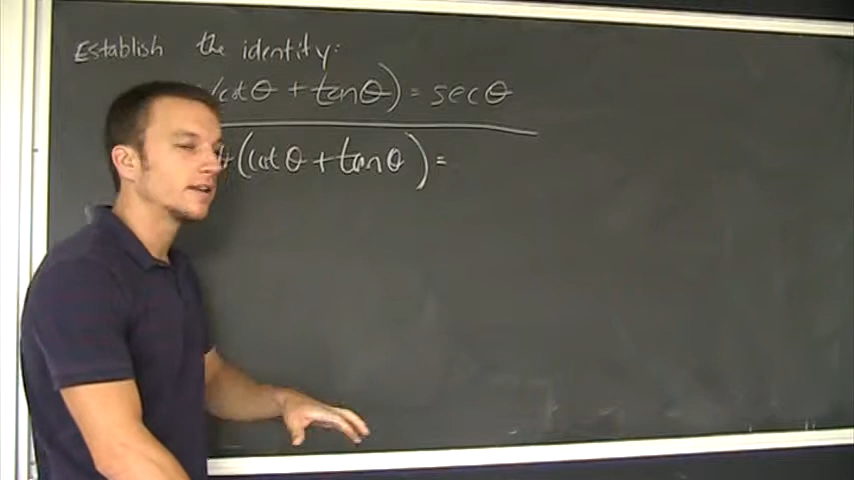 Establish the identity:
(cot θ + tan θ) = sec θ
θ (cot θ + tan θ) =